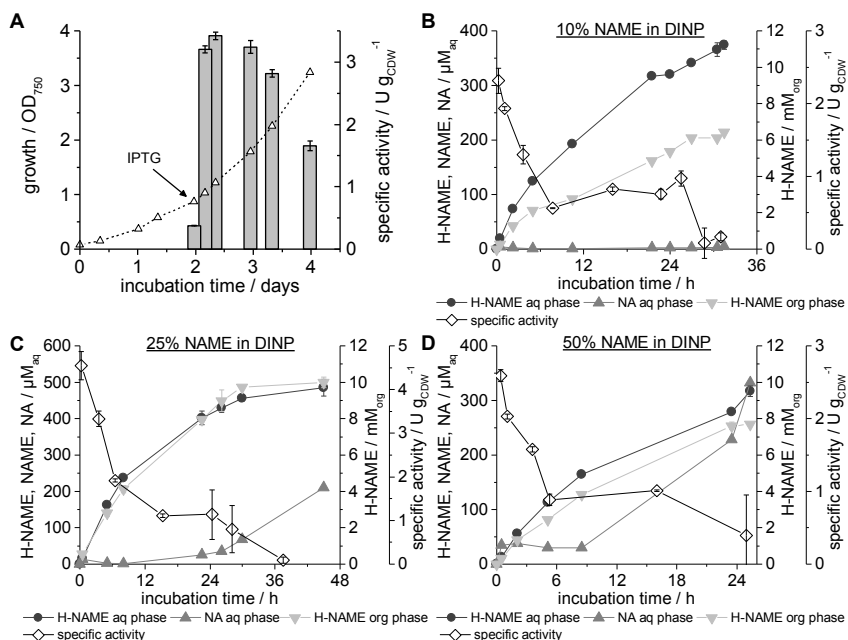 A
growth / OD750
4
3
2
1
0
IPTG
0 1 2 3 4
incubation time / days
3
2
1
0
specific activity / U gCDW-1
B
10% NAME in DINP
H-NAME, NAME, NA / µMaq
400
350
300
250
200
150
100
50
0
0 12 24 36
incubation time / h
12
10
8
6
4
2
0
H-NAME / mMorg
3
2
1
0
specific activity / U gCDW-1
H-NAME aq phase NA aq phase H-NAME org phase
specific activity
C
25% NAME in DINP
H-NAME, NAME, NA / µMaq
600
500
400
300
200
100
0
0 12 24 36 48
incubation time / h
12
10
8
6
4
2
0
H-NAME / mMorg
5
4
3
2
1
0
specific activity / U gCDW-1
H-NAME aq phase NA aq phase H-NAME org phase
specific activity
D
50% NAME in DINP
H-NAME, NAME, NA / µMaq
400
350
300
250
200
150
100
50
0
0 6 12 18 24
incubation time / h
12
10
8
6
4
2
0
H-NAME / mMorg
3
2
1
0
specific activity / U gCDW-1
H-NAME aq phase NA aq phase H-NAME org phase
specific activity